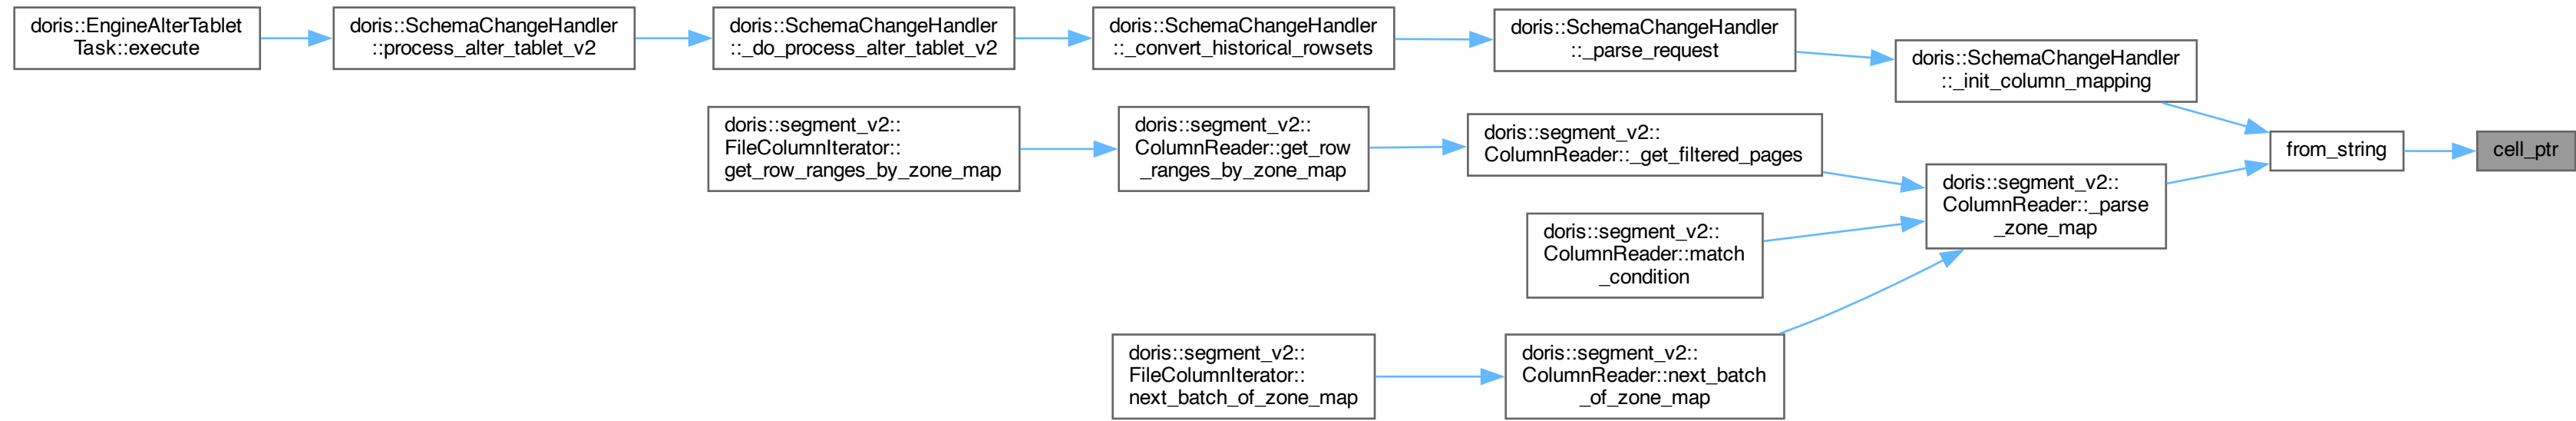 doris::EngineAlterTablet
Task::execute
doris::SchemaChangeHandler
::process_alter_tablet_v2
doris::SchemaChangeHandler
::_do_process_alter_tablet_v2
doris::SchemaChangeHandler
::_convert_historical_rowsets
doris::SchemaChangeHandler
::_parse_request
doris::SchemaChangeHandler
::_init_column_mapping
doris::segment_v2::
FileColumnIterator::
get_row_ranges_by_zone_map
doris::segment_v2::
ColumnReader::get_row
_ranges_by_zone_map
doris::segment_v2::
ColumnReader::_get_filtered_pages
from_string
cell_ptr
doris::segment_v2::
ColumnReader::_parse
_zone_map
doris::segment_v2::
ColumnReader::match
_condition
doris::segment_v2::
FileColumnIterator::
next_batch_of_zone_map
doris::segment_v2::
ColumnReader::next_batch
_of_zone_map